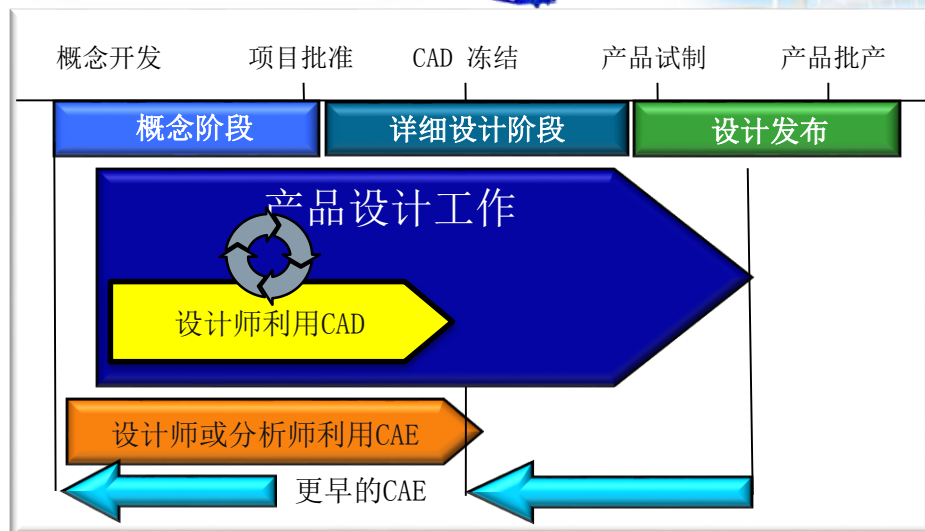 概念开发 项目批准 CAD 冻结 产品试制 产品批产
概念阶段 详细设计阶段 设计发布
产品设计工作
设计师利用CAD
设计师或分析师利用CAE
更早的CAE